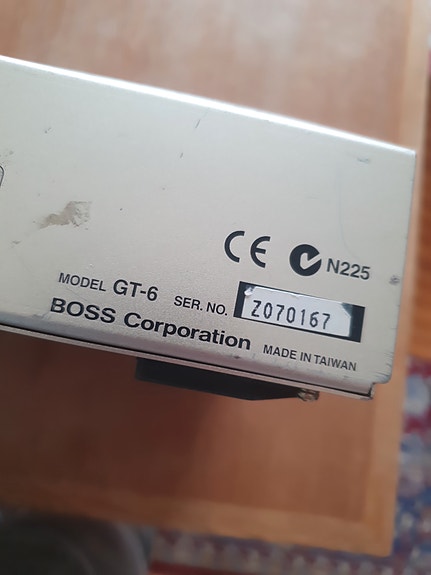 CE N225
MODEL GT-6 SER. NO. Z070167
BOSS Corporation MADE IN TAIWAN